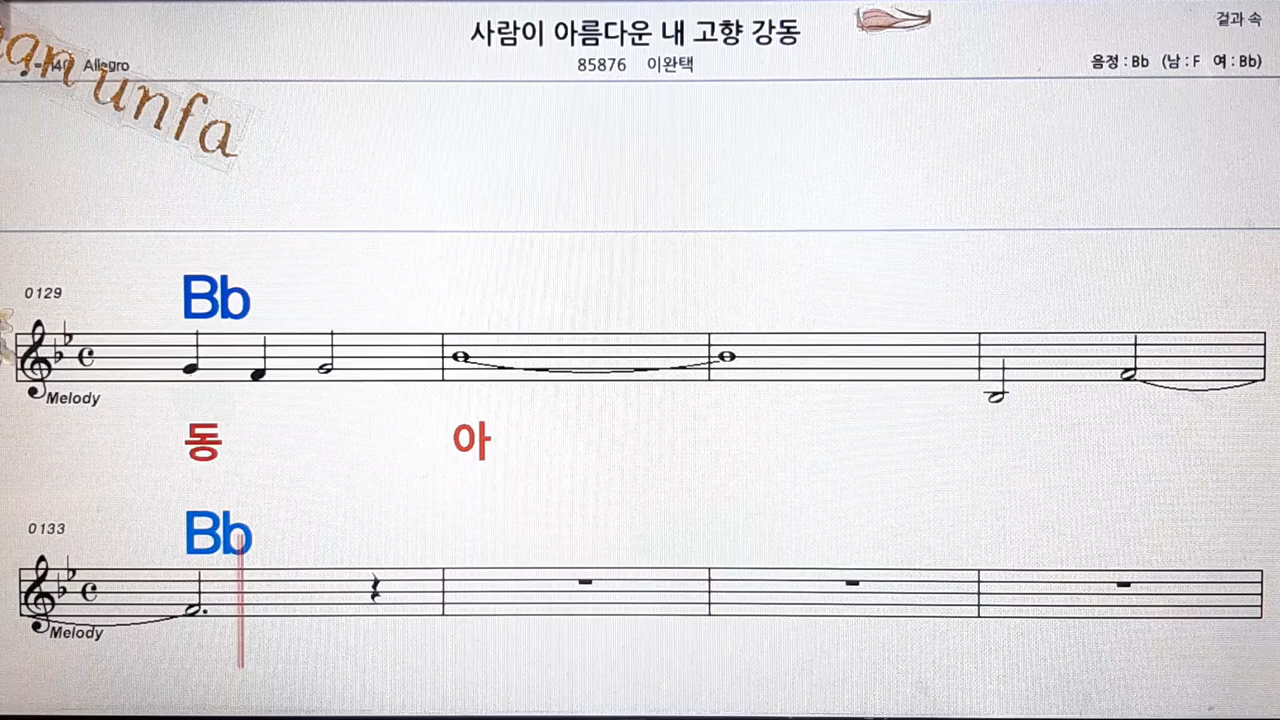 사람이 아름다운 내 고향 강동
겉과 속
Allegro
85876 이완택
음정 : Bb (남 : F 여 : Bb)
unfa
0129
Bb
Melody
동 아
0133
Bb
Melody